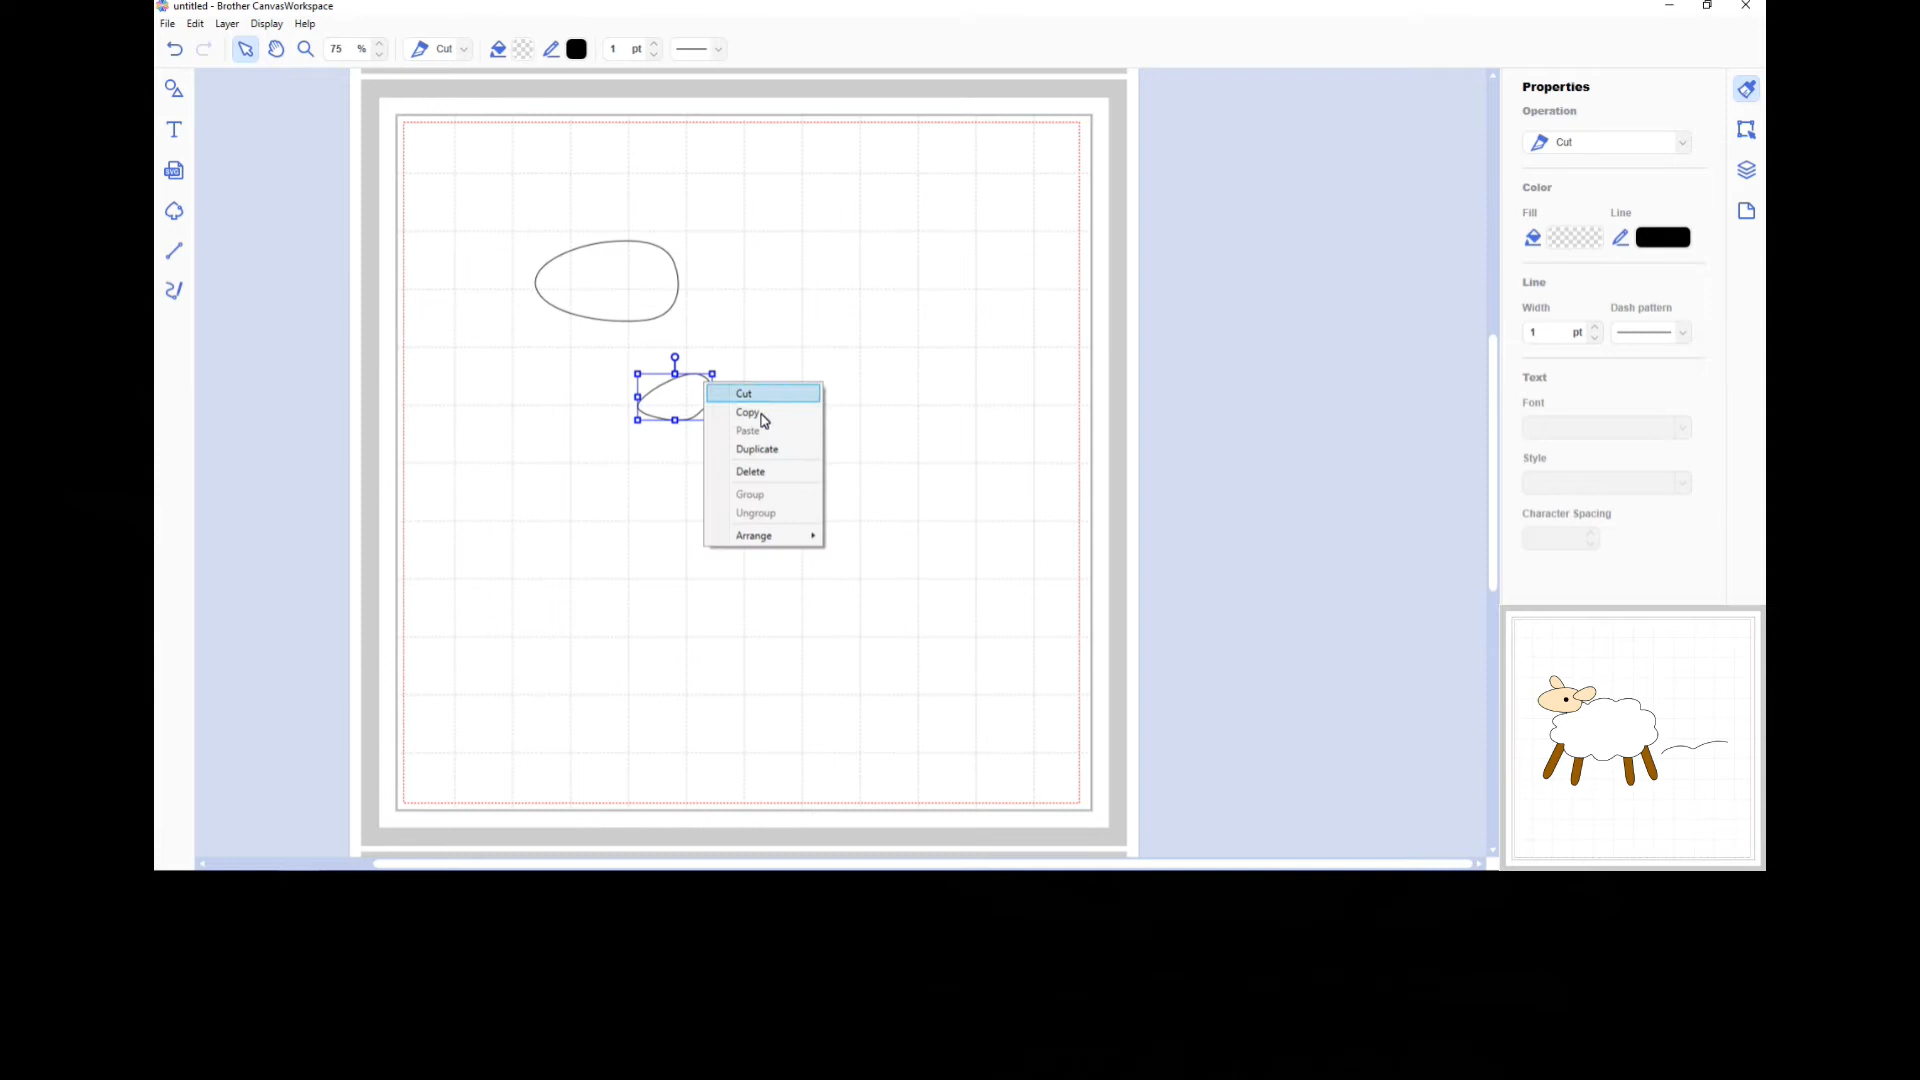 untitled - Brother CanvasWorkspace
File Edit Layer Display Help
75 % Cut 1 pt
Properties
Operation
Cut
Color
Fill Line
Line
Width Dash pattern
1 pt
Text
Font
Style
Character Spacing
Cut
Copy
Paste
Duplicate
Delete
Group
Ungroup
Arrange
SVG